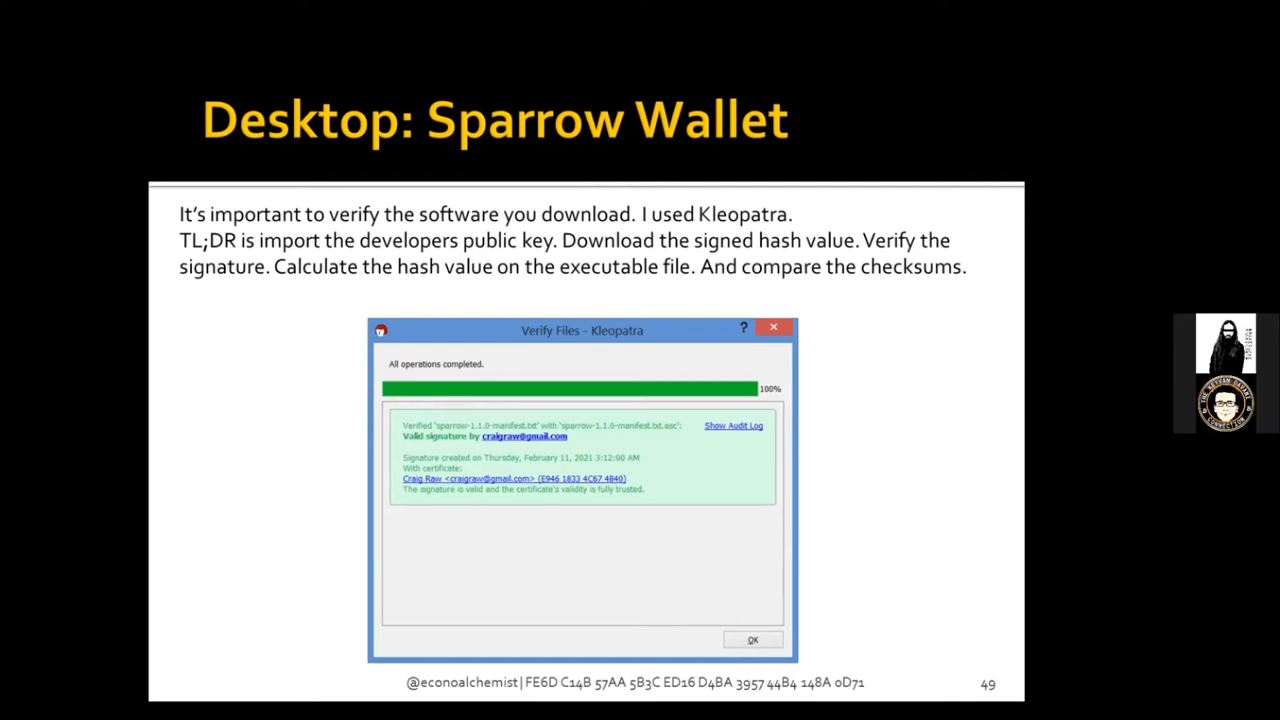 Desktop: Sparrow Wallet
It's important to verify the software you download. I used Kleopatra.
TL;DR is import the developers public key. Download the signed hash value. Verify the
signature. Calculate the hash value on the executable file. And compare the checksums.
Verify Files - Kleopatra
?
All operations completed.
100%
Verified 'sparrow-1.1.0-manifest.txt' with 'sparrow-1.1.0-manifest.txt.asc': Show Audit Log
Valid signature by craigraw@gmail.com
Signature created on Thursday, February 11, 2021 3:12:00 AM
With certificate:
Craig Raw <craigraw@gmail.com> (E946 1833 4C67 4B40)
The signature is valid and the certificate's validity is fully trusted.
OK
@econoalchemist | FE6D C14B 57AA 5B3C ED16 D4BA 3957 44B4 148A 0D71
49
THE KEYVAN DAVANI
CONNECTION